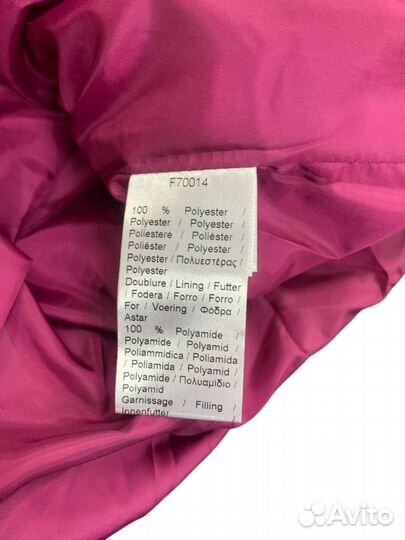 F70014
100 % Polyester /
Polyester / Polyester /
Poliestere / Polièster /
Poliéster / Polyester /
Polyester / Πολυεστέρας /
Polyester
Doublure / Lining / Futter
/ Fodera / Forro / Forro /
For / Voering / Φόδρα /
Astar
100 % Polyamide /
Polyamide / Polyamid /
Poliammidica / Poliamida
/ Poliamida / Polyamid /
Polyamide / Πολυαμίδιο /
Polyamid
Garnissage / Filling /
Innenfutter
Avito